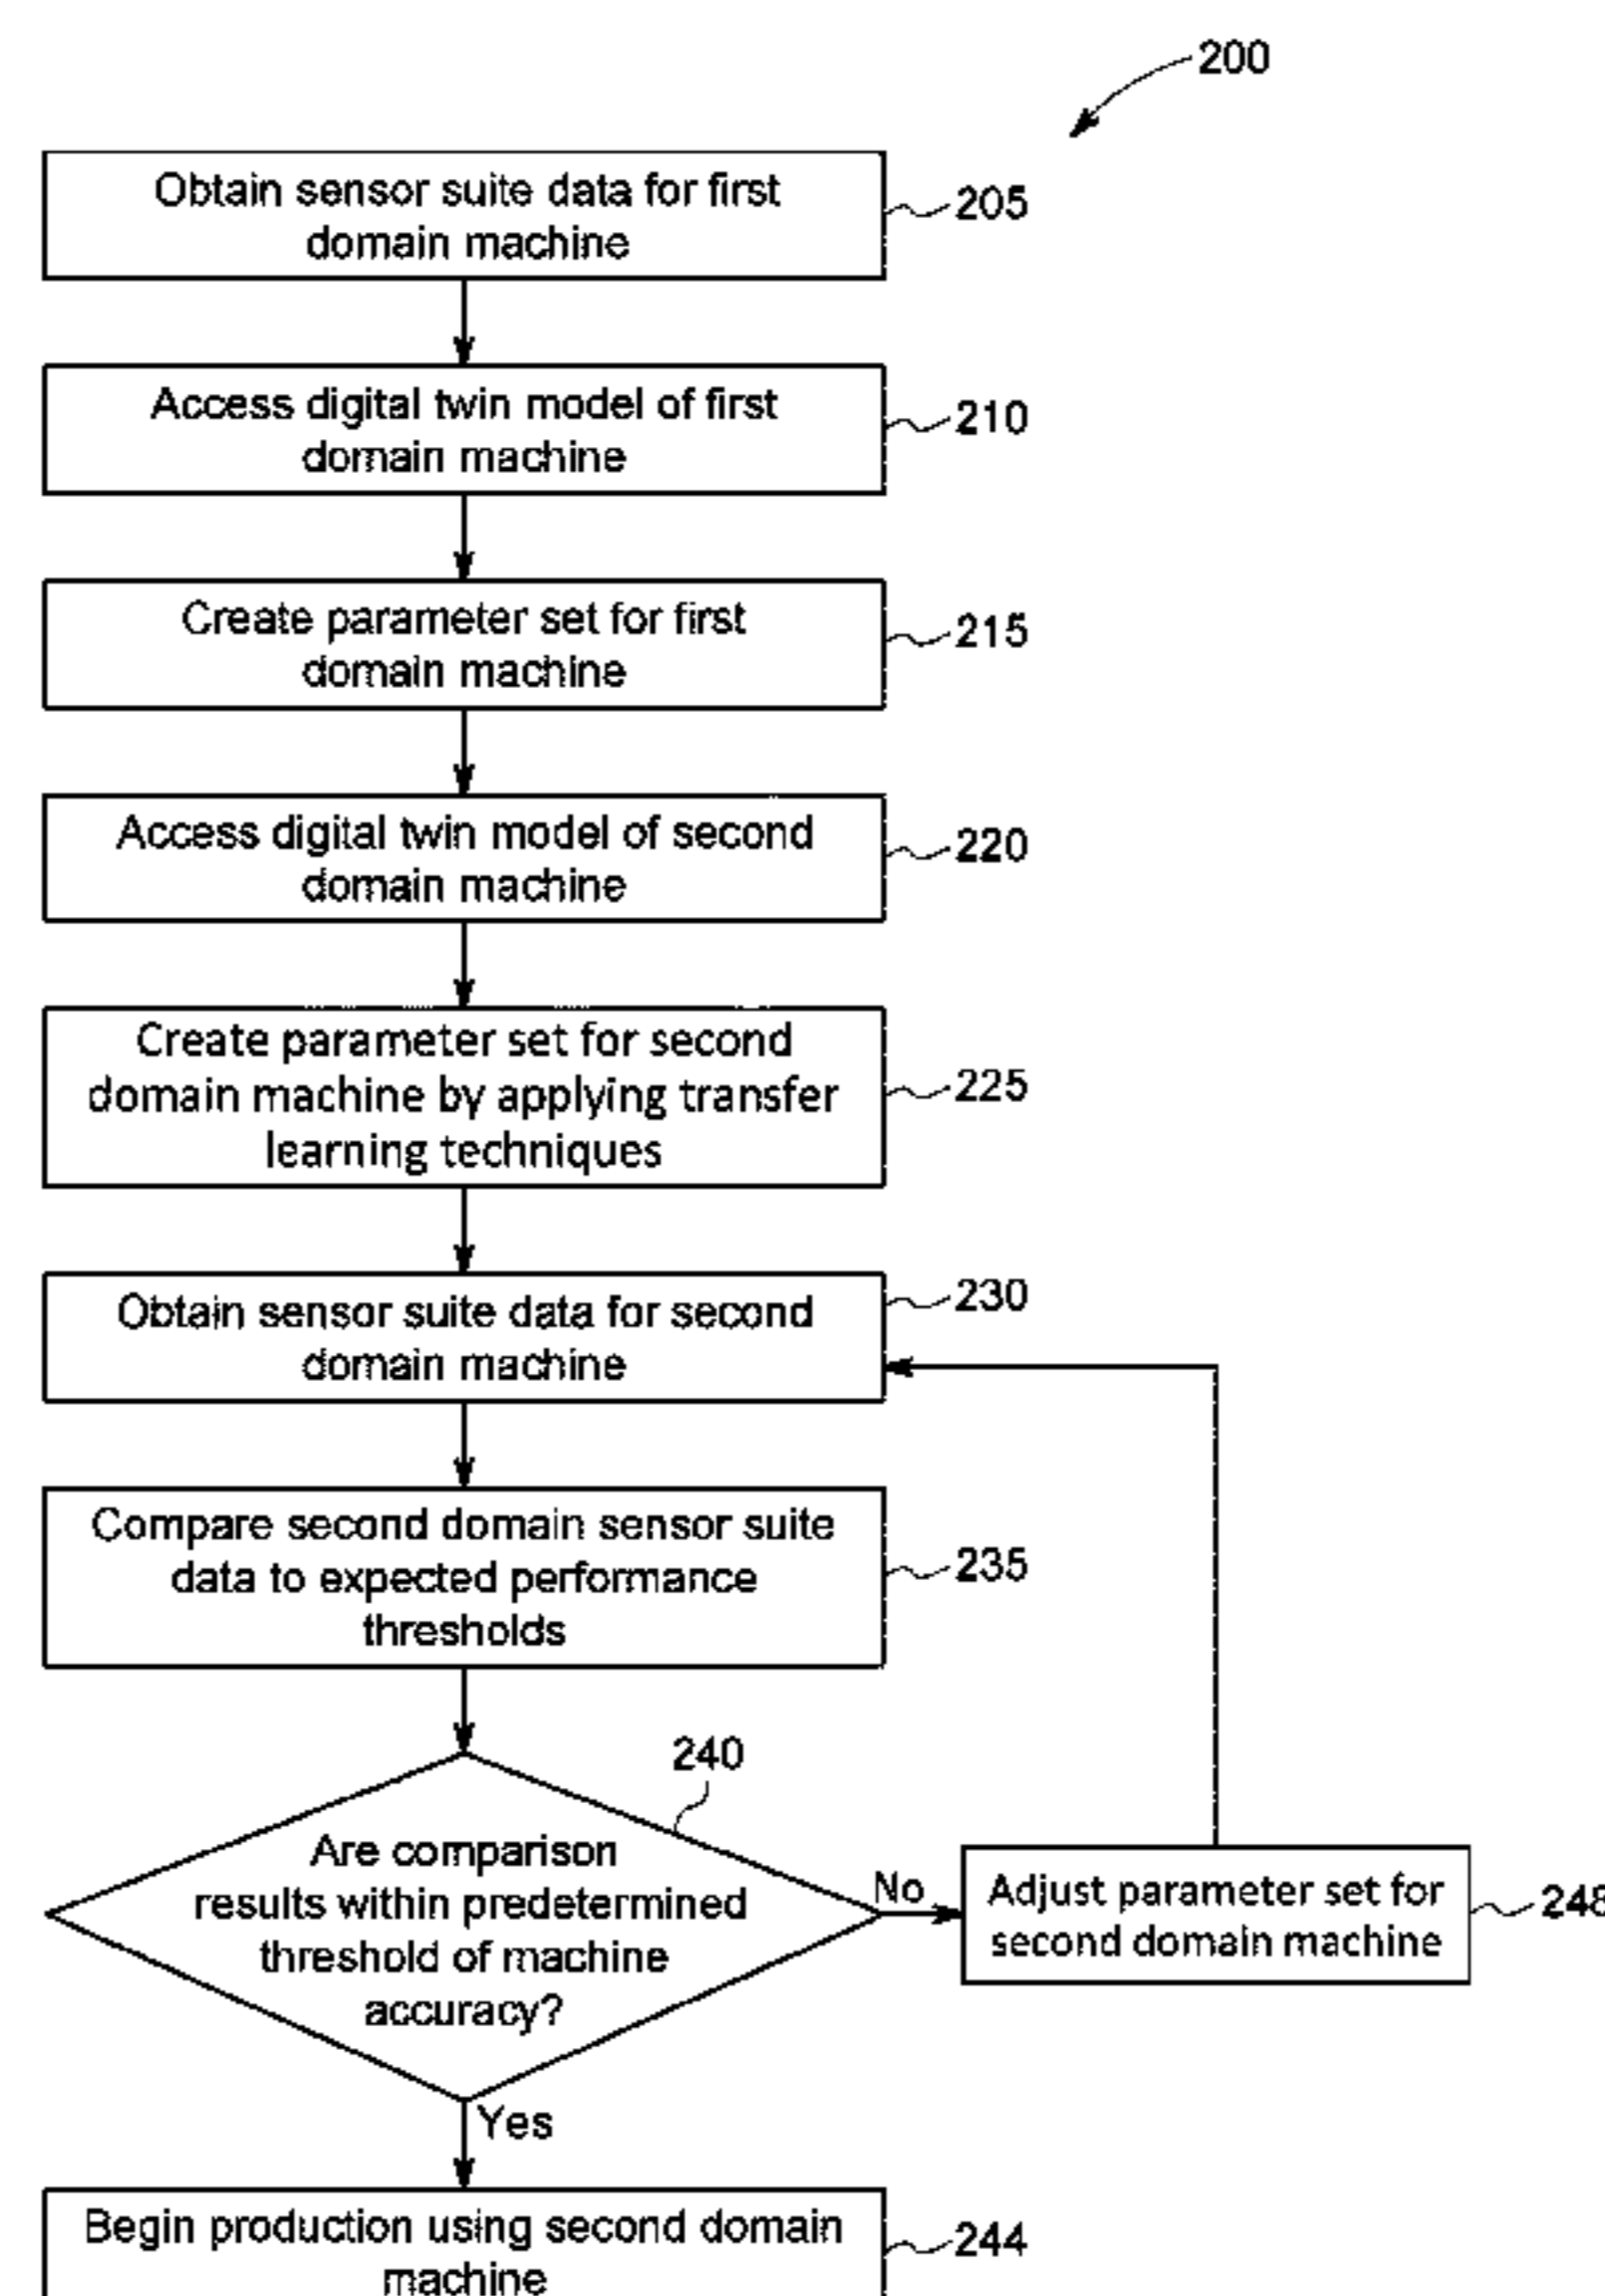 200
Obtain sensor suite data for first
domain machine
205
Access digital twin model of first
domain machine
210
Create parameter set for first
domain machine
215
Access digital twin model of second
domain machine
220
Create parameter set for second
domain machine by applying transfer
learning techniques
225
Obtain sensor suite data for second
domain machine
230
Compare second domain sensor suite
data to expected performance
thresholds
235
240
Are comparison
results within predetermined
threshold of machine
accuracy?
No
Adjust parameter set for
second domain machine
248
Yes
Begin production using second domain
machine
244